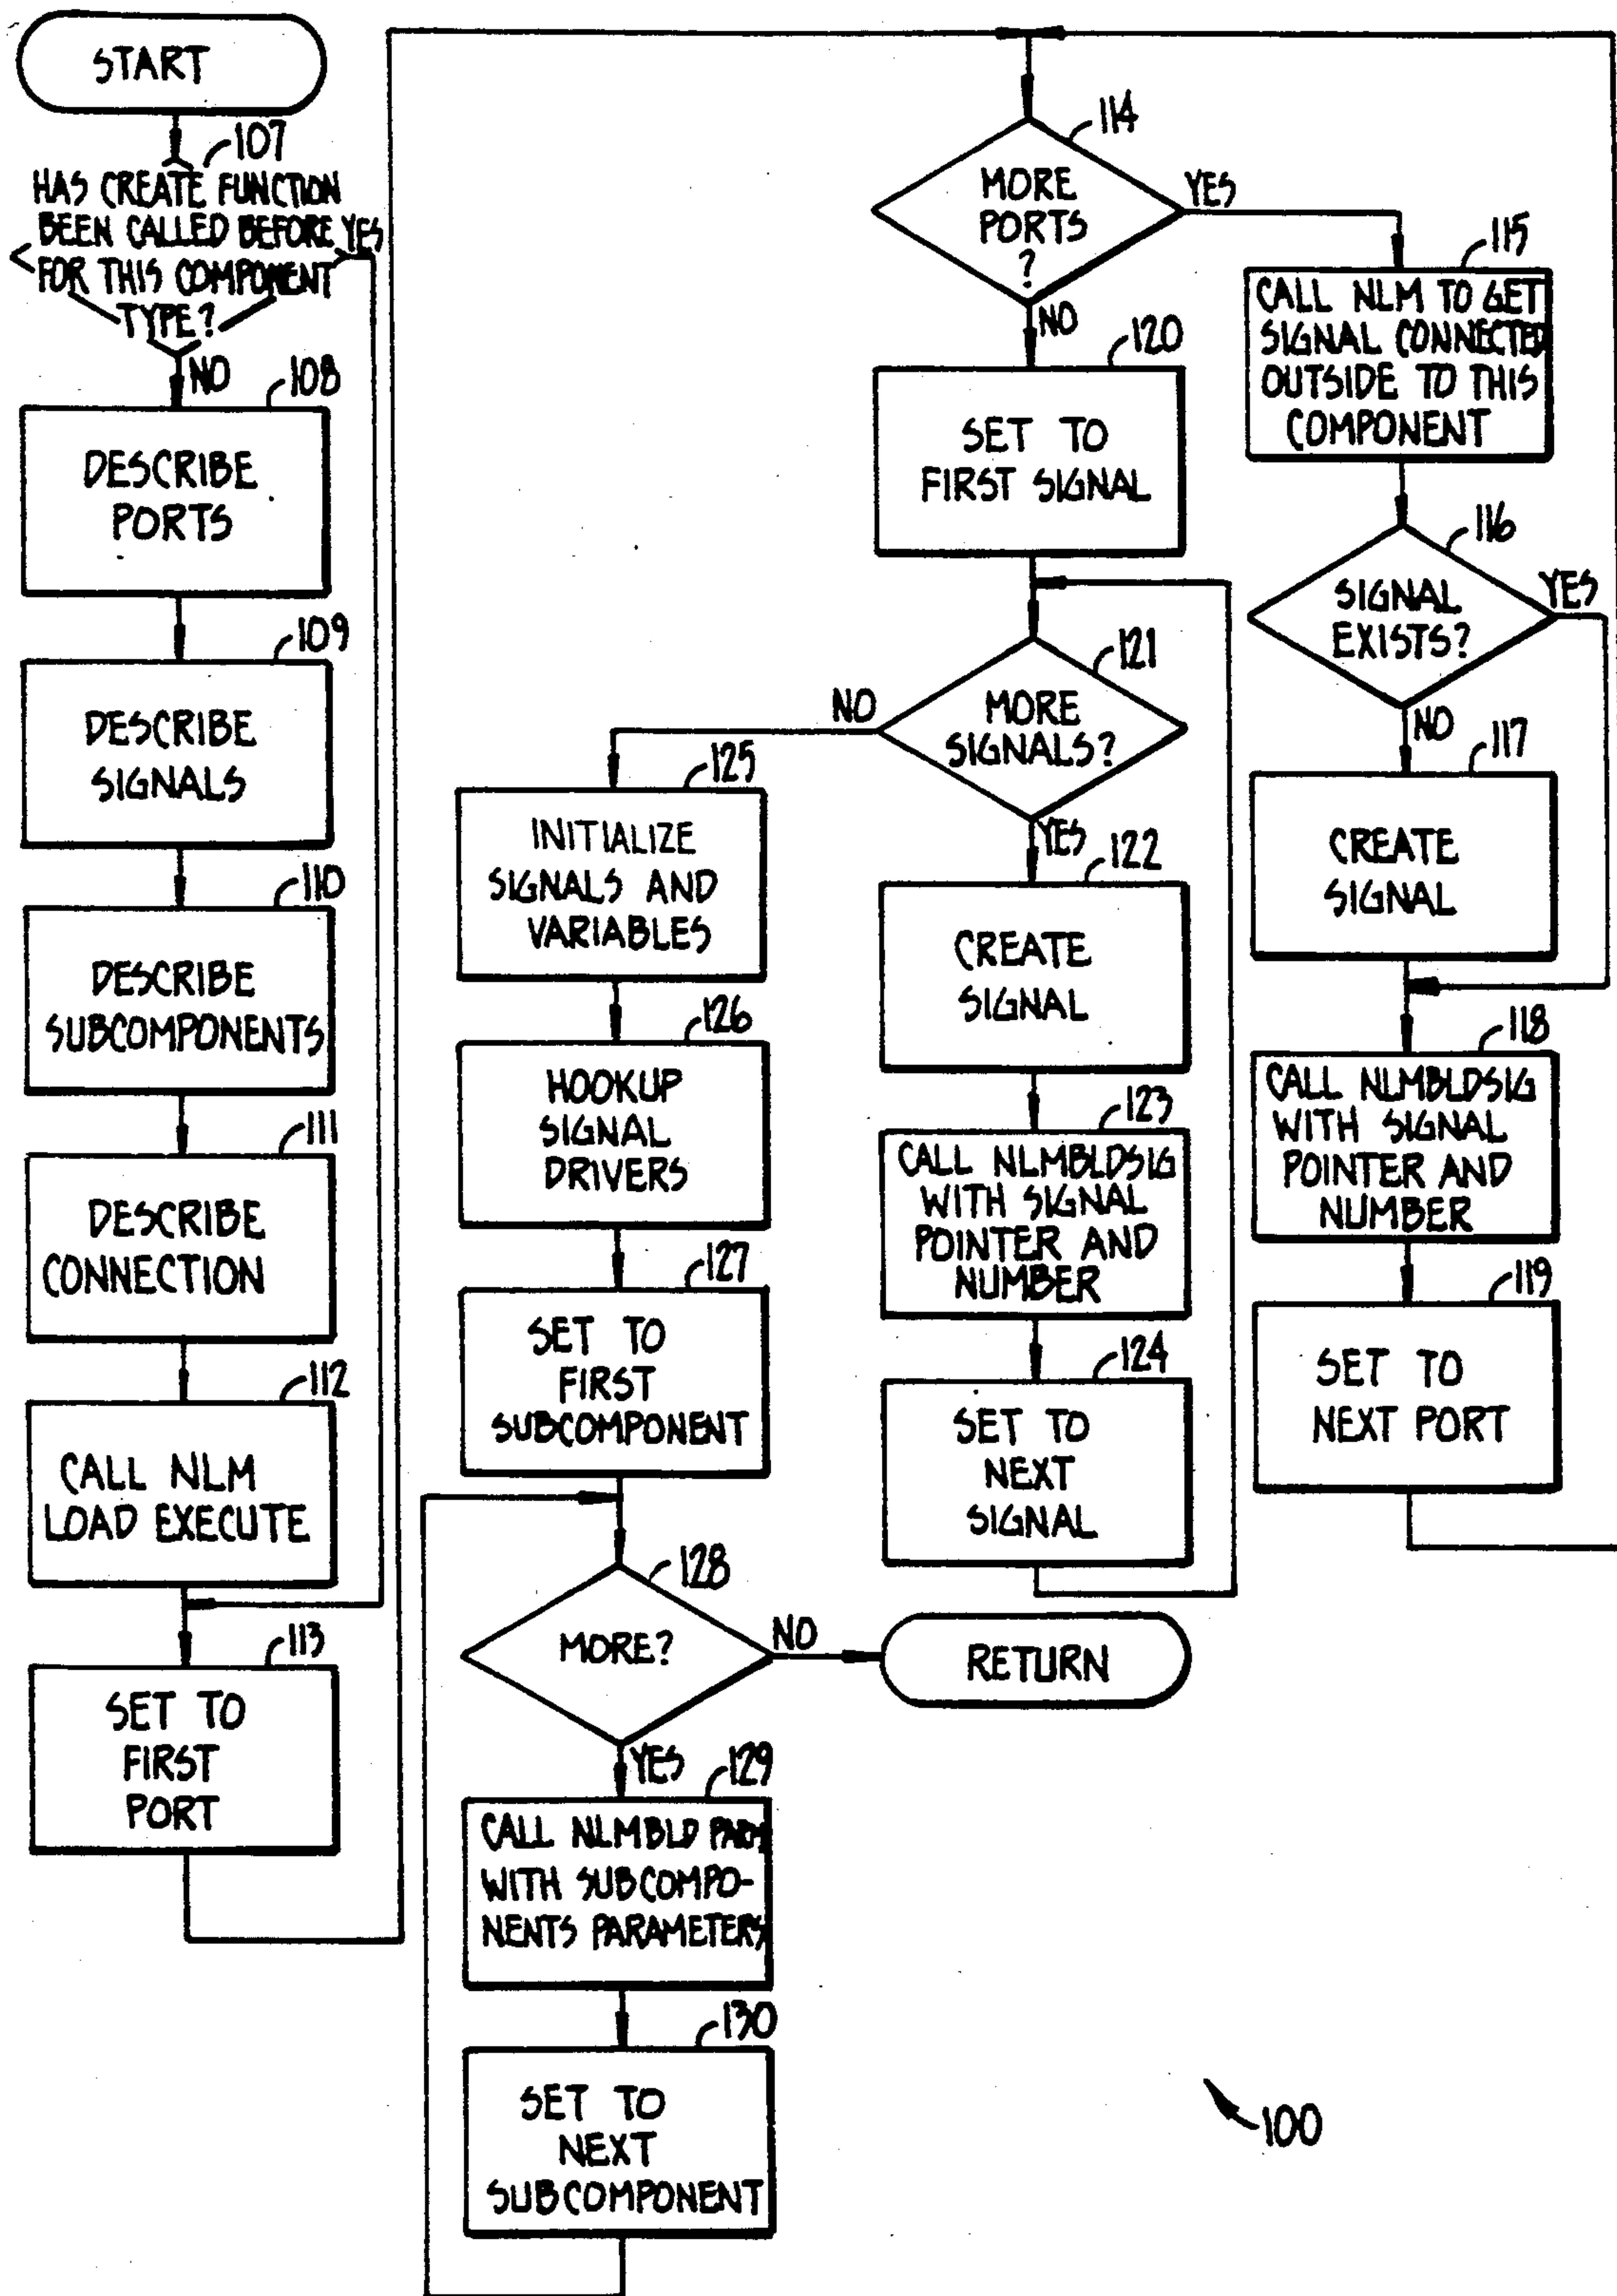 START
107
HAS CREATE FUNCTION
BEEN CALLED BEFORE YES
FOR THIS COMPONENT
TYPE?
NO
108
DESCRIBE
PORTS
109
DESCRIBE
SIGNALS
110
DESCRIBE
SUBCOMPONENTS
111
DESCRIBE
CONNECTION
112
CALL NLM
LOAD EXECUTE
113
SET TO
FIRST
PORT
114
MORE
PORTS
?
YES
NO
115
CALL NLM TO GET
SIGNAL CONNECTED
OUTSIDE TO THIS
COMPONENT
116
SIGNAL
EXISTS?
YES
NO
117
CREATE
SIGNAL
118
CALL NLMBLDSIG
WITH SIGNAL
POINTER AND
NUMBER
119
SET TO
NEXT PORT
120
SET TO
FIRST SIGNAL
121
MORE
SIGNALS?
NO
YES
122
CREATE
SIGNAL
123
CALL NLMBLDSIG
WITH SIGNAL
POINTER AND
NUMBER
124
SET TO
NEXT
SIGNAL
125
INITIALIZE
SIGNALS AND
VARIABLES
126
HOOKUP
SIGNAL
DRIVERS
127
SET TO
FIRST
SUBCOMPONENT
128
MORE?
NO
RETURN
YES
129
CALL NLMBLD PARM
WITH SUBCOMPO-
NENTS PARAMETERS
130
SET TO
NEXT
SUBCOMPONENT
100